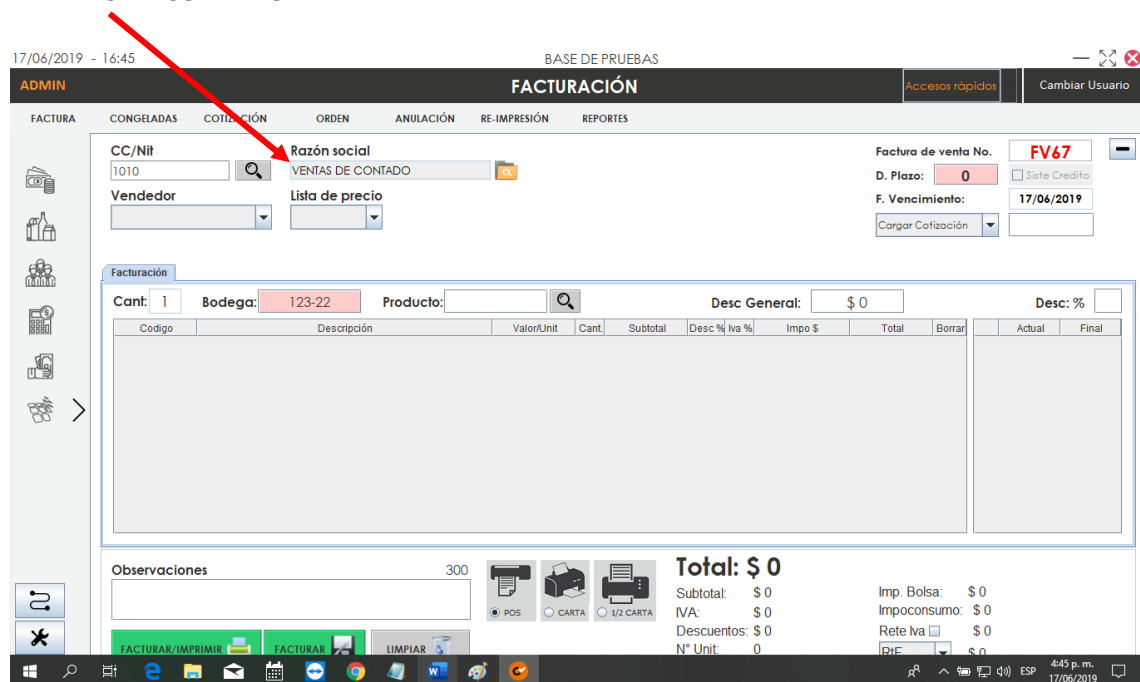 17/06/2019 - 16:45 BASE DE PRUEBAS
ADMIN FACTURACIÓN Accesos rápidos Cambiar Usuario
FACTURA CONGELADAS COTIZACIÓN ORDEN ANULACIÓN RE-IMPRESIÓN REPORTES
CC/Nit Razón social Factura de venta No. FV67
1010 VENTAS DE CONTADO D. Plazo: 0 Siste Credito
Vendedor Lista de precio F. Vencimiento: 17/06/2019
Cargar Cotización
Facturación
Cant: 1 Bodega: 123-22 Producto: Desc General: $ 0 Desc: %
Codigo Descripción Valor/Unit Cant. Subtotal Desc % Iva % Impo $ Total Borrar Actual Final
Observaciones 300 Total: $ 0
Subtotal: $ 0 Imp. Bolsa: $ 0
POS CARTA 1/2 CARTA IVA: $ 0 Impoconsumo: $ 0
Descuentos: $ 0 Rete Iva $ 0
FACTURAR/IMPRIMIR FACTURAR LIMPIAR N° Unit: 0 RtF $ 0
ESP 4:45 p. m.
17/06/2019